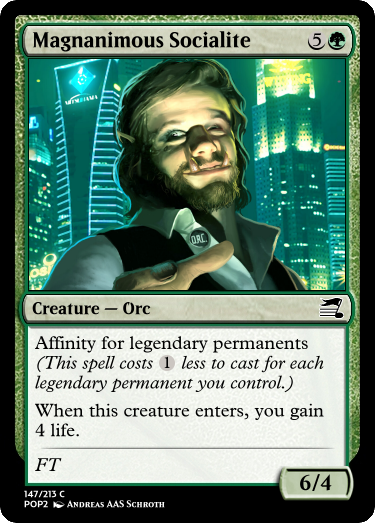 Magnanimous Socialite 5
O.R.C.
Creature — Orc
Affinity for legendary permanents
(This spell costs 1 less to cast for each
legendary permanent you control.)
When this creature enters, you gain
4 life.
FT
6/4
147/213 C
POP2 Andreas AAS Schroth